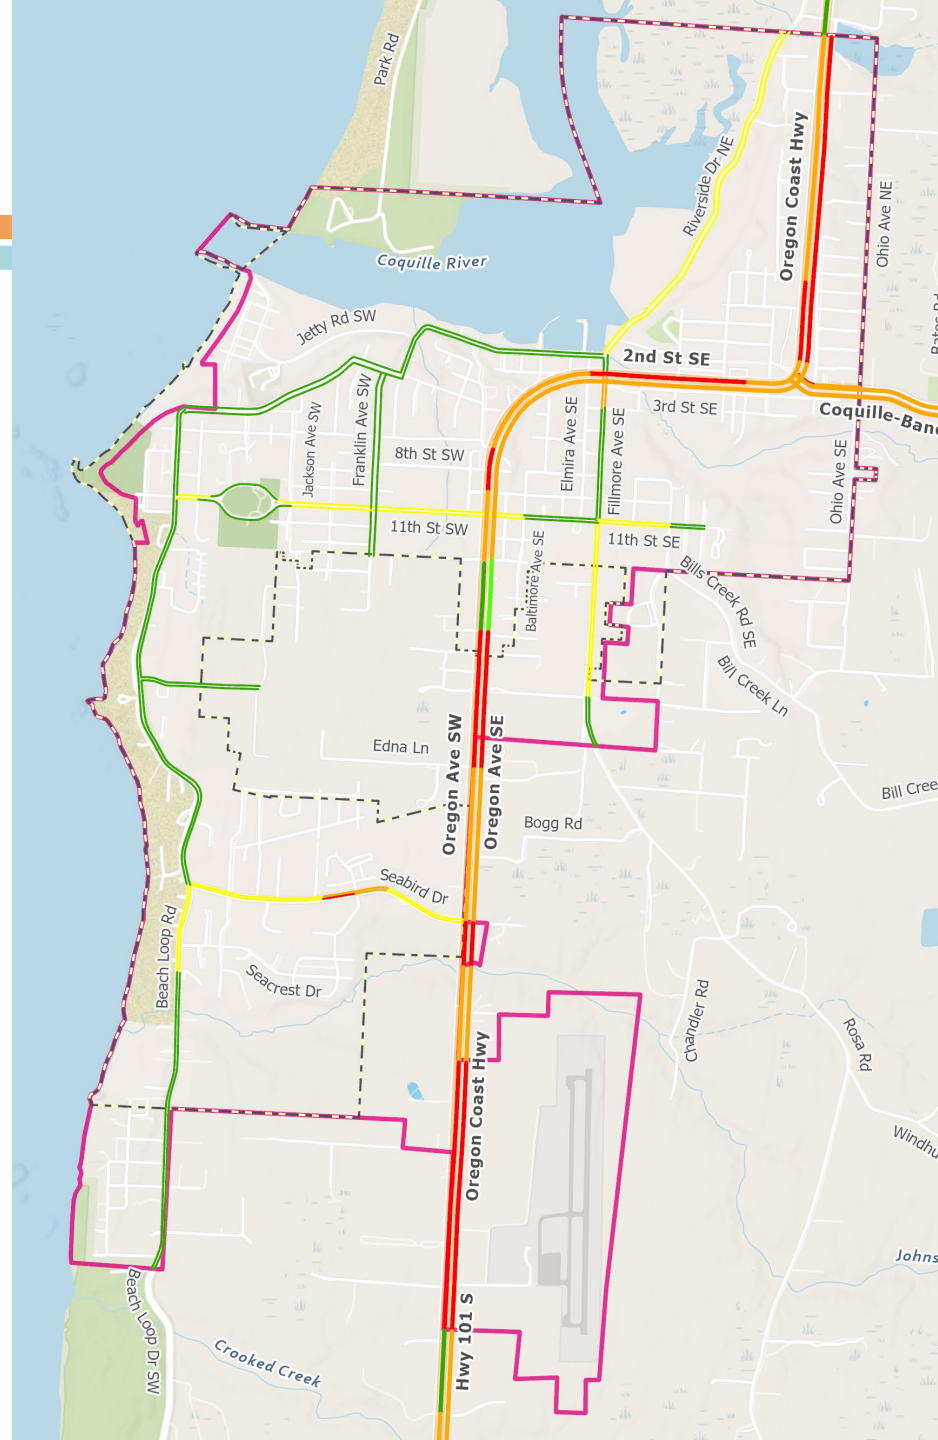 Park Rd
Riverside Dr NE
Oregon Coast Hwy
Ohio Ave NE
Coquille River
Jetty Rd SW
2nd St SE
3rd St SE
Coquille-Band
Jackson Ave SW
Franklin Ave SW
8th St SW
Elmira Ave SE
Fillmore Ave SE
Ohio Ave SE
11th St SW
11th St SE
Baltimore Ave SE
Bills Creek Rd SE
Bill Creek Ln
Edna Ln
Oregon Ave SW
Oregon Ave SE
Bill Cree
Bogg Rd
Seabird Dr
Beach Loop Rd
Seacrest Dr
Chandler Rd
Rosa Rd
Oregon Coast Hwy
Windhu
Johns
Beach Loop Dr SW
Crooked Creek
Hwy 101 S